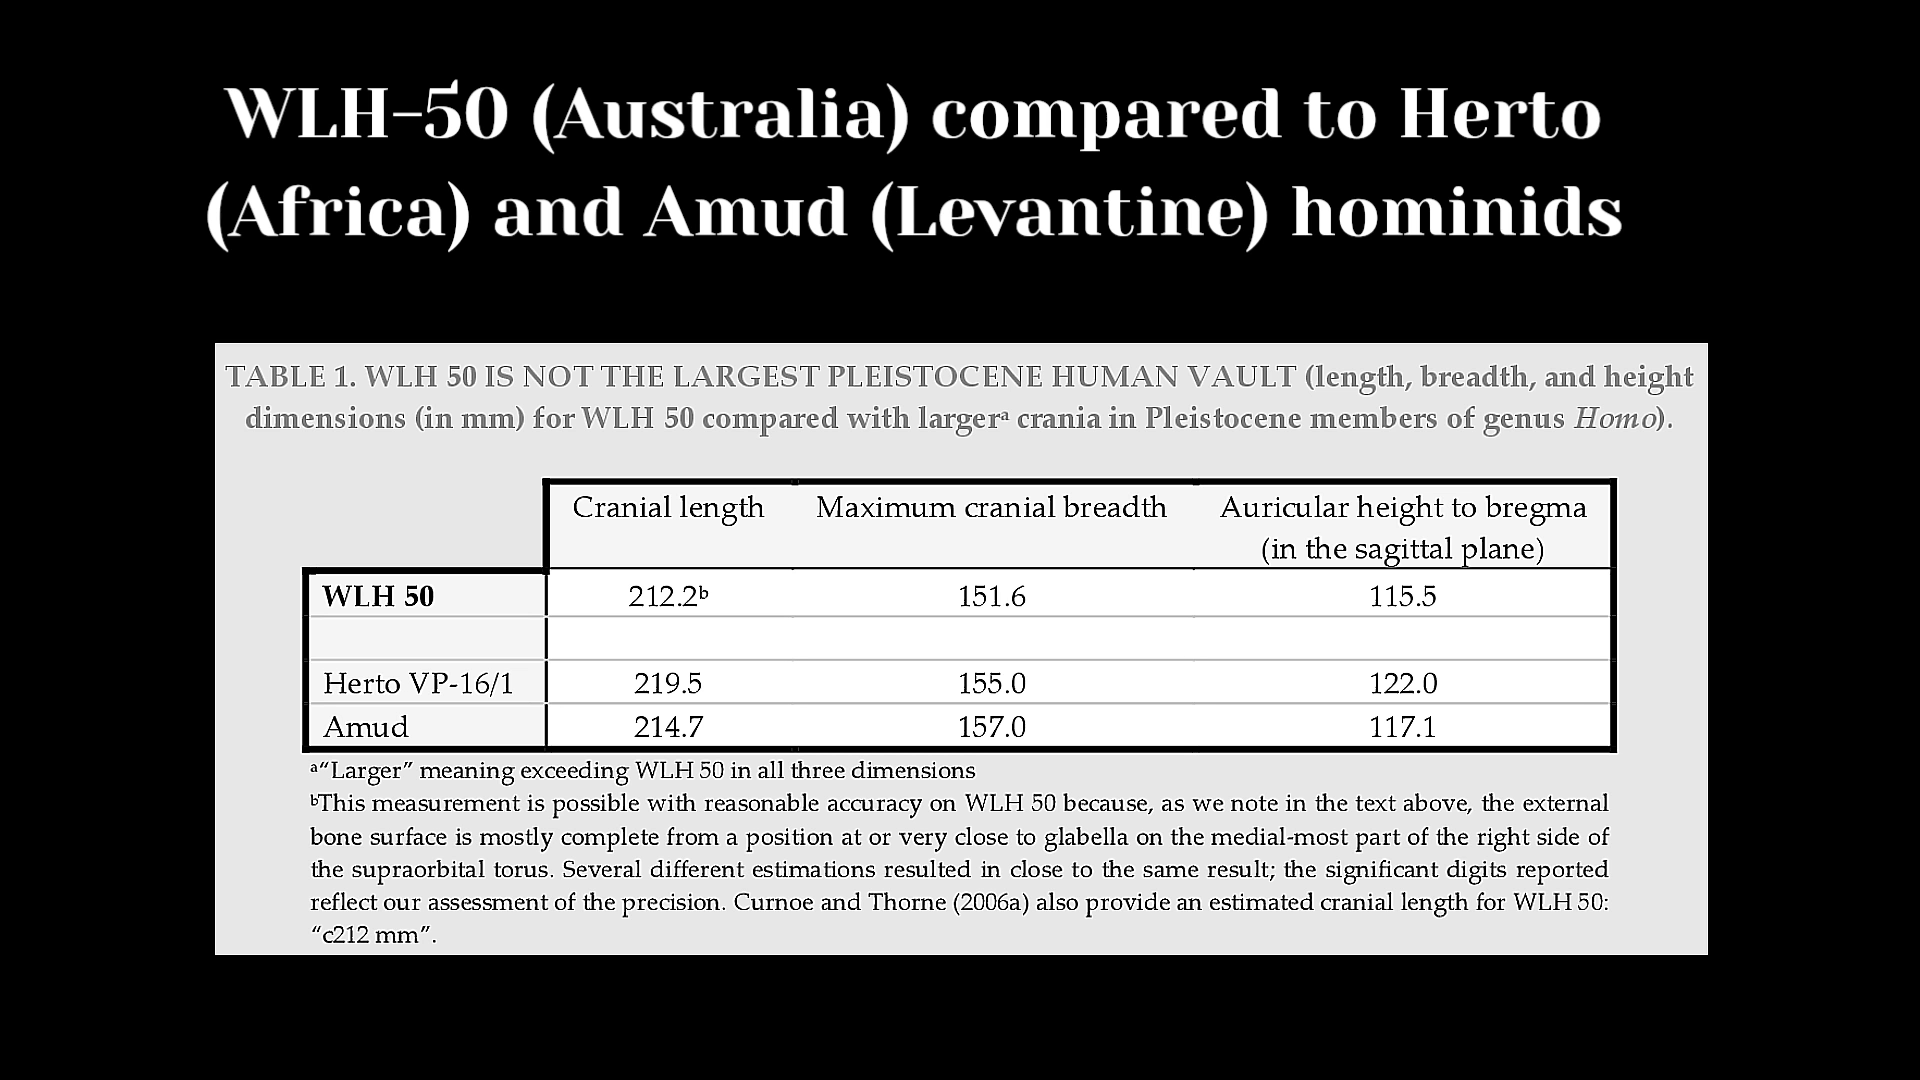 WLH-50 (Australia) compared to Herto
(Africa) and Amud (Levantine) hominids
TABLE 1. WLH 50 IS NOT THE LARGEST PLEISTOCENE HUMAN VAULT (length, breadth, and height
dimensions (in mm) for WLH 50 compared with largerᵃ crania in Pleistocene members of genus Homo).
Cranial length Maximum cranial breadth Auricular height to bregma
(in the sagittal plane)
WLH 50 212.2ᵇ 151.6 115.5
Herto VP-16/1 219.5 155.0 122.0
Amud 214.7 157.0 117.1
ᵃ“Larger” meaning exceeding WLH 50 in all three dimensions
ᵇThis measurement is possible with reasonable accuracy on WLH 50 because, as we note in the text above, the external
bone surface is mostly complete from a position at or very close to glabella on the medial-most part of the right side of
the supraorbital torus. Several different estimations resulted in close to the same result; the significant digits reported
reflect our assessment of the precision. Curnoe and Thorne (2006a) also provide an estimated cranial length for WLH 50:
“c212 mm”.